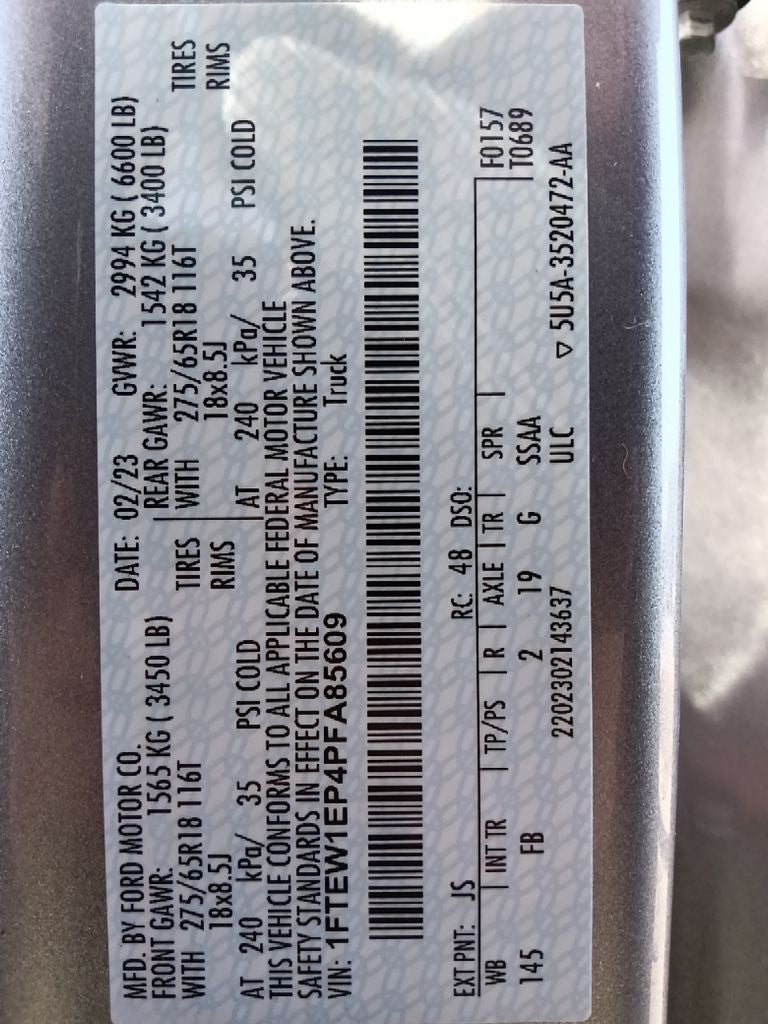 MFD. BY FORD MOTOR CO. DATE: 02/23 GVWR: 2994 KG ( 6600 LB)
FRONT GAWR: 1565 KG ( 3450 LB) REAR GAWR: 1542 KG ( 3400 LB)
WITH 275/65R18 116T TIRES WITH 275/65R18 116T TIRES
18x8.5J RIMS 18x8.5J RIMS
AT 240 kPa/ 35 PSI COLD AT 240 kPa/ 35 PSI COLD
THIS VEHICLE CONFORMS TO ALL APPLICABLE FEDERAL MOTOR VEHICLE
SAFETY STANDARDS IN EFFECT ON THE DATE OF MANUFACTURE SHOWN ABOVE.
VIN: 1FTEW1EP4PFA85609 TYPE: Truck
EXT PNT: JS RC: 48 DSO: F0157
WB INT TR TP/PS R AXLE TR SPR T0689
145 FB 2 19 G SSAA
2202302143637 ULC ▽ 5U5A-3520472-AA